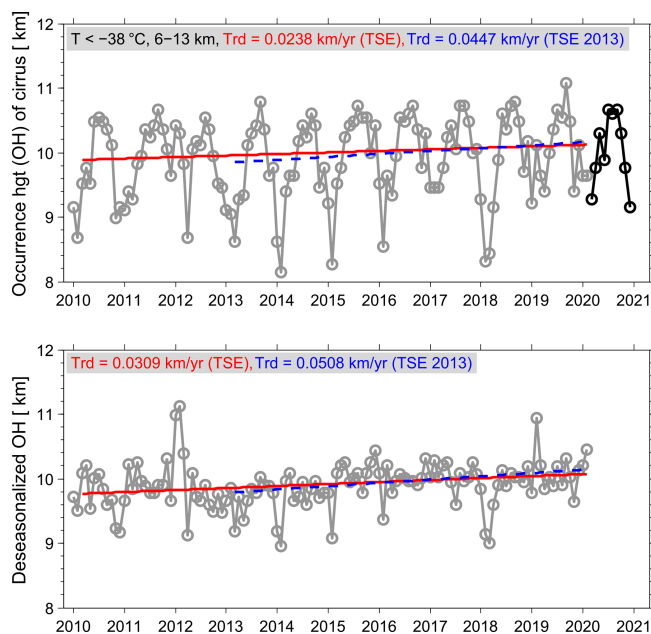 12
11
10
9
8
Occurrence hgt (OH) of cirrus [ km]
T < −38 °C, 6−13 km, Trd = 0.0238 km/yr (TSE), Trd = 0.0447 km/yr (TSE 2013)
2010 2011 2012 2013 2014 2015 2016 2017 2018 2019 2020 2021
12
11
10
9
8
Deseasonalized OH [ km]
Trd = 0.0309 km/yr (TSE), Trd = 0.0508 km/yr (TSE 2013)
2010 2011 2012 2013 2014 2015 2016 2017 2018 2019 2020 2021